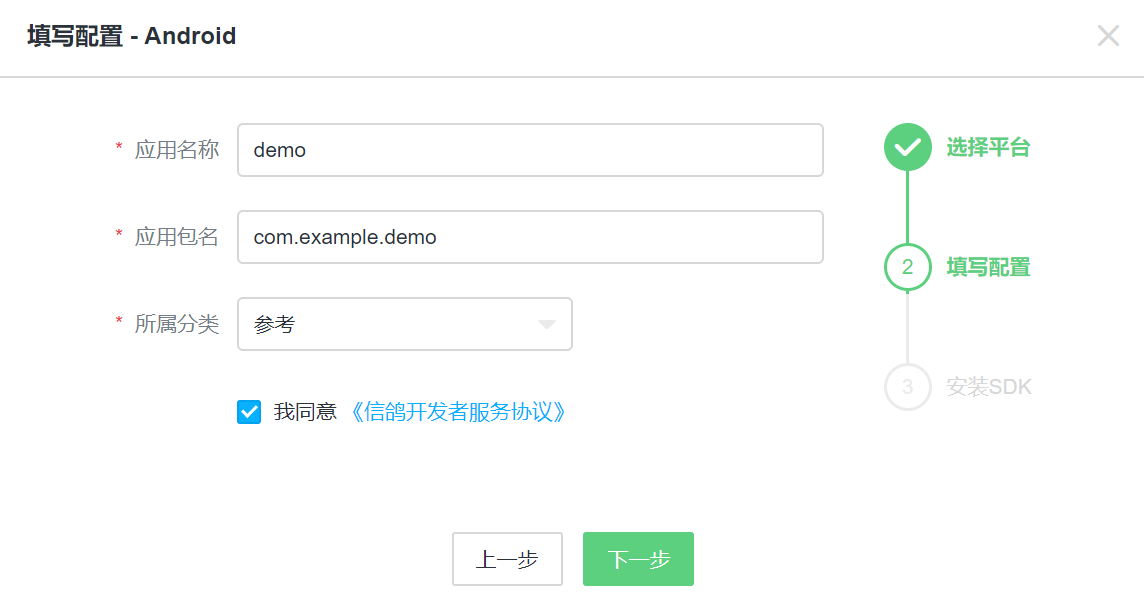 填写配置 - Android
* 应用名称 demo
* 应用包名 com.example.demo
* 所属分类 参考
我同意《信鸽开发者服务协议》
选择平台
2 填写配置
3 安装SDK
上一步 下一步